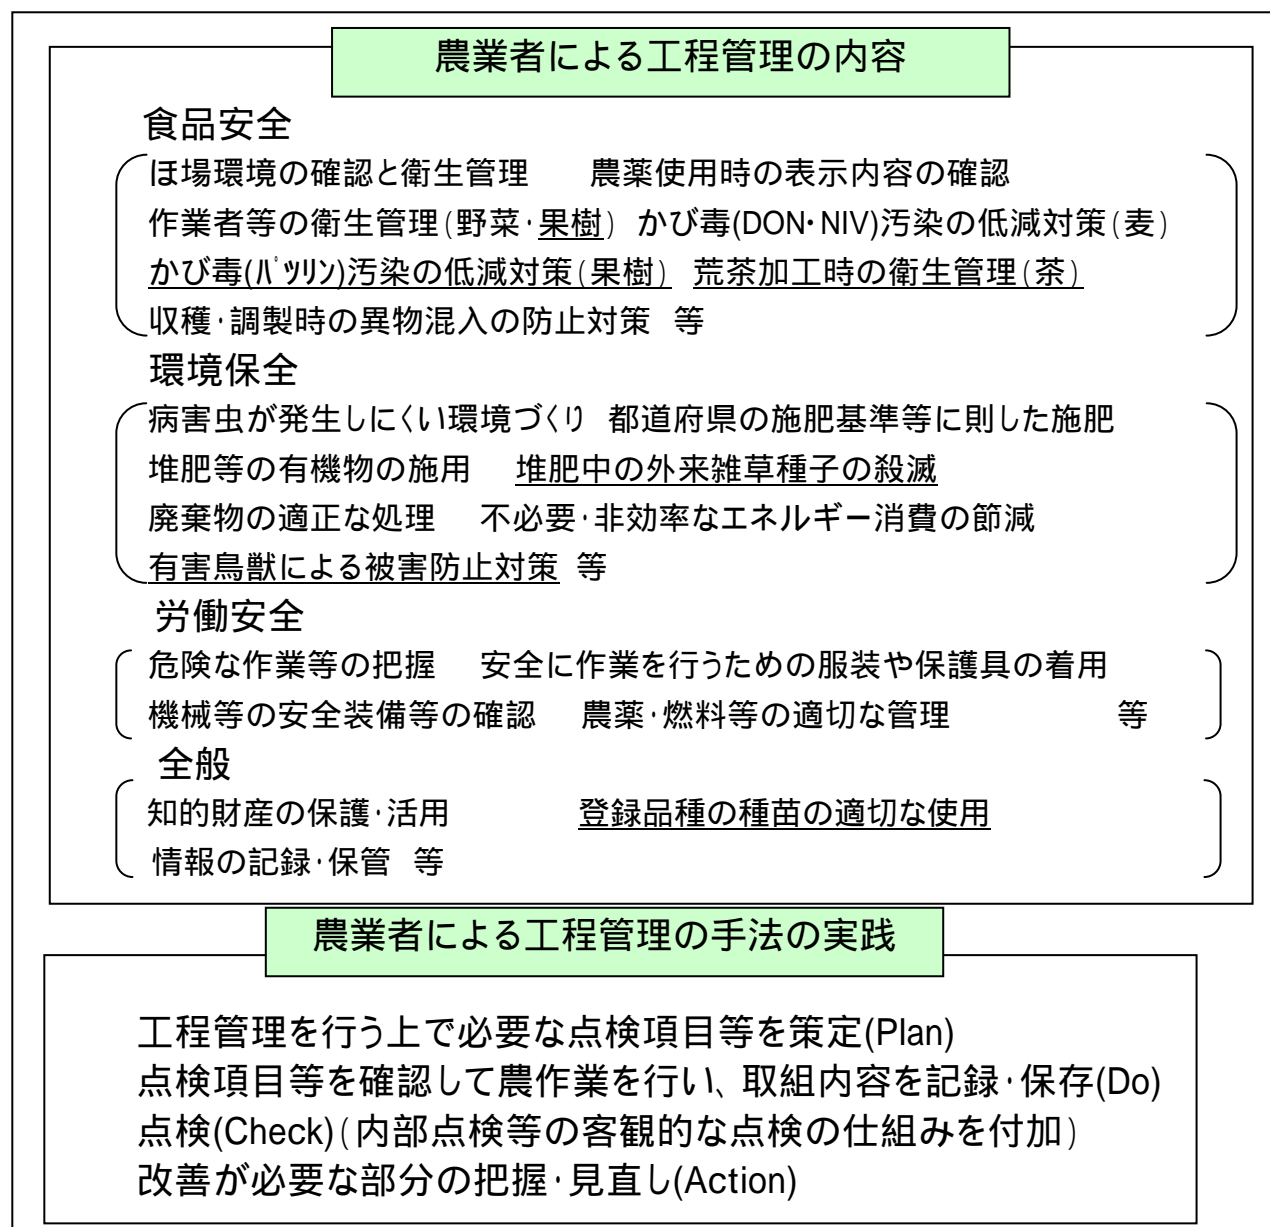 農業者による工程管理の内容
食品安全
ほ場環境の確認と衛生管理　農薬使用時の表示内容の確認
作業者等の衛生管理(野菜・果樹)　かび毒(DON・NIV)汚染の低減対策(麦)
かび毒(ﾊﾟﾂﾘﾝ)汚染の低減対策(果樹)　荒茶加工時の衛生管理(茶)
収穫・調製時の異物混入の防止対策　等
環境保全
病害虫が発生しにくい環境づくり　都道府県の施肥基準等に則した施肥
堆肥等の有機物の施用　堆肥中の外来雑草種子の殺滅
廃棄物の適正な処理　不必要・非効率なエネルギー消費の節減
有害鳥獣による被害防止対策　等
労働安全
危険な作業等の把握　安全に作業を行うための服装や保護具の着用
機械等の安全装備等の確認　農薬・燃料等の適切な管理　等
全般
知的財産の保護・活用　登録品種の種苗の適切な使用
情報の記録・保管　等
農業者による工程管理の手法の実践
工程管理を行う上で必要な点検項目等を策定(Plan)
点検項目等を確認して農作業を行い、取組内容を記録・保存(Do)
点検(Check)(内部点検等の客観的な点検の仕組みを付加)
改善が必要な部分の把握・見直し(Action)